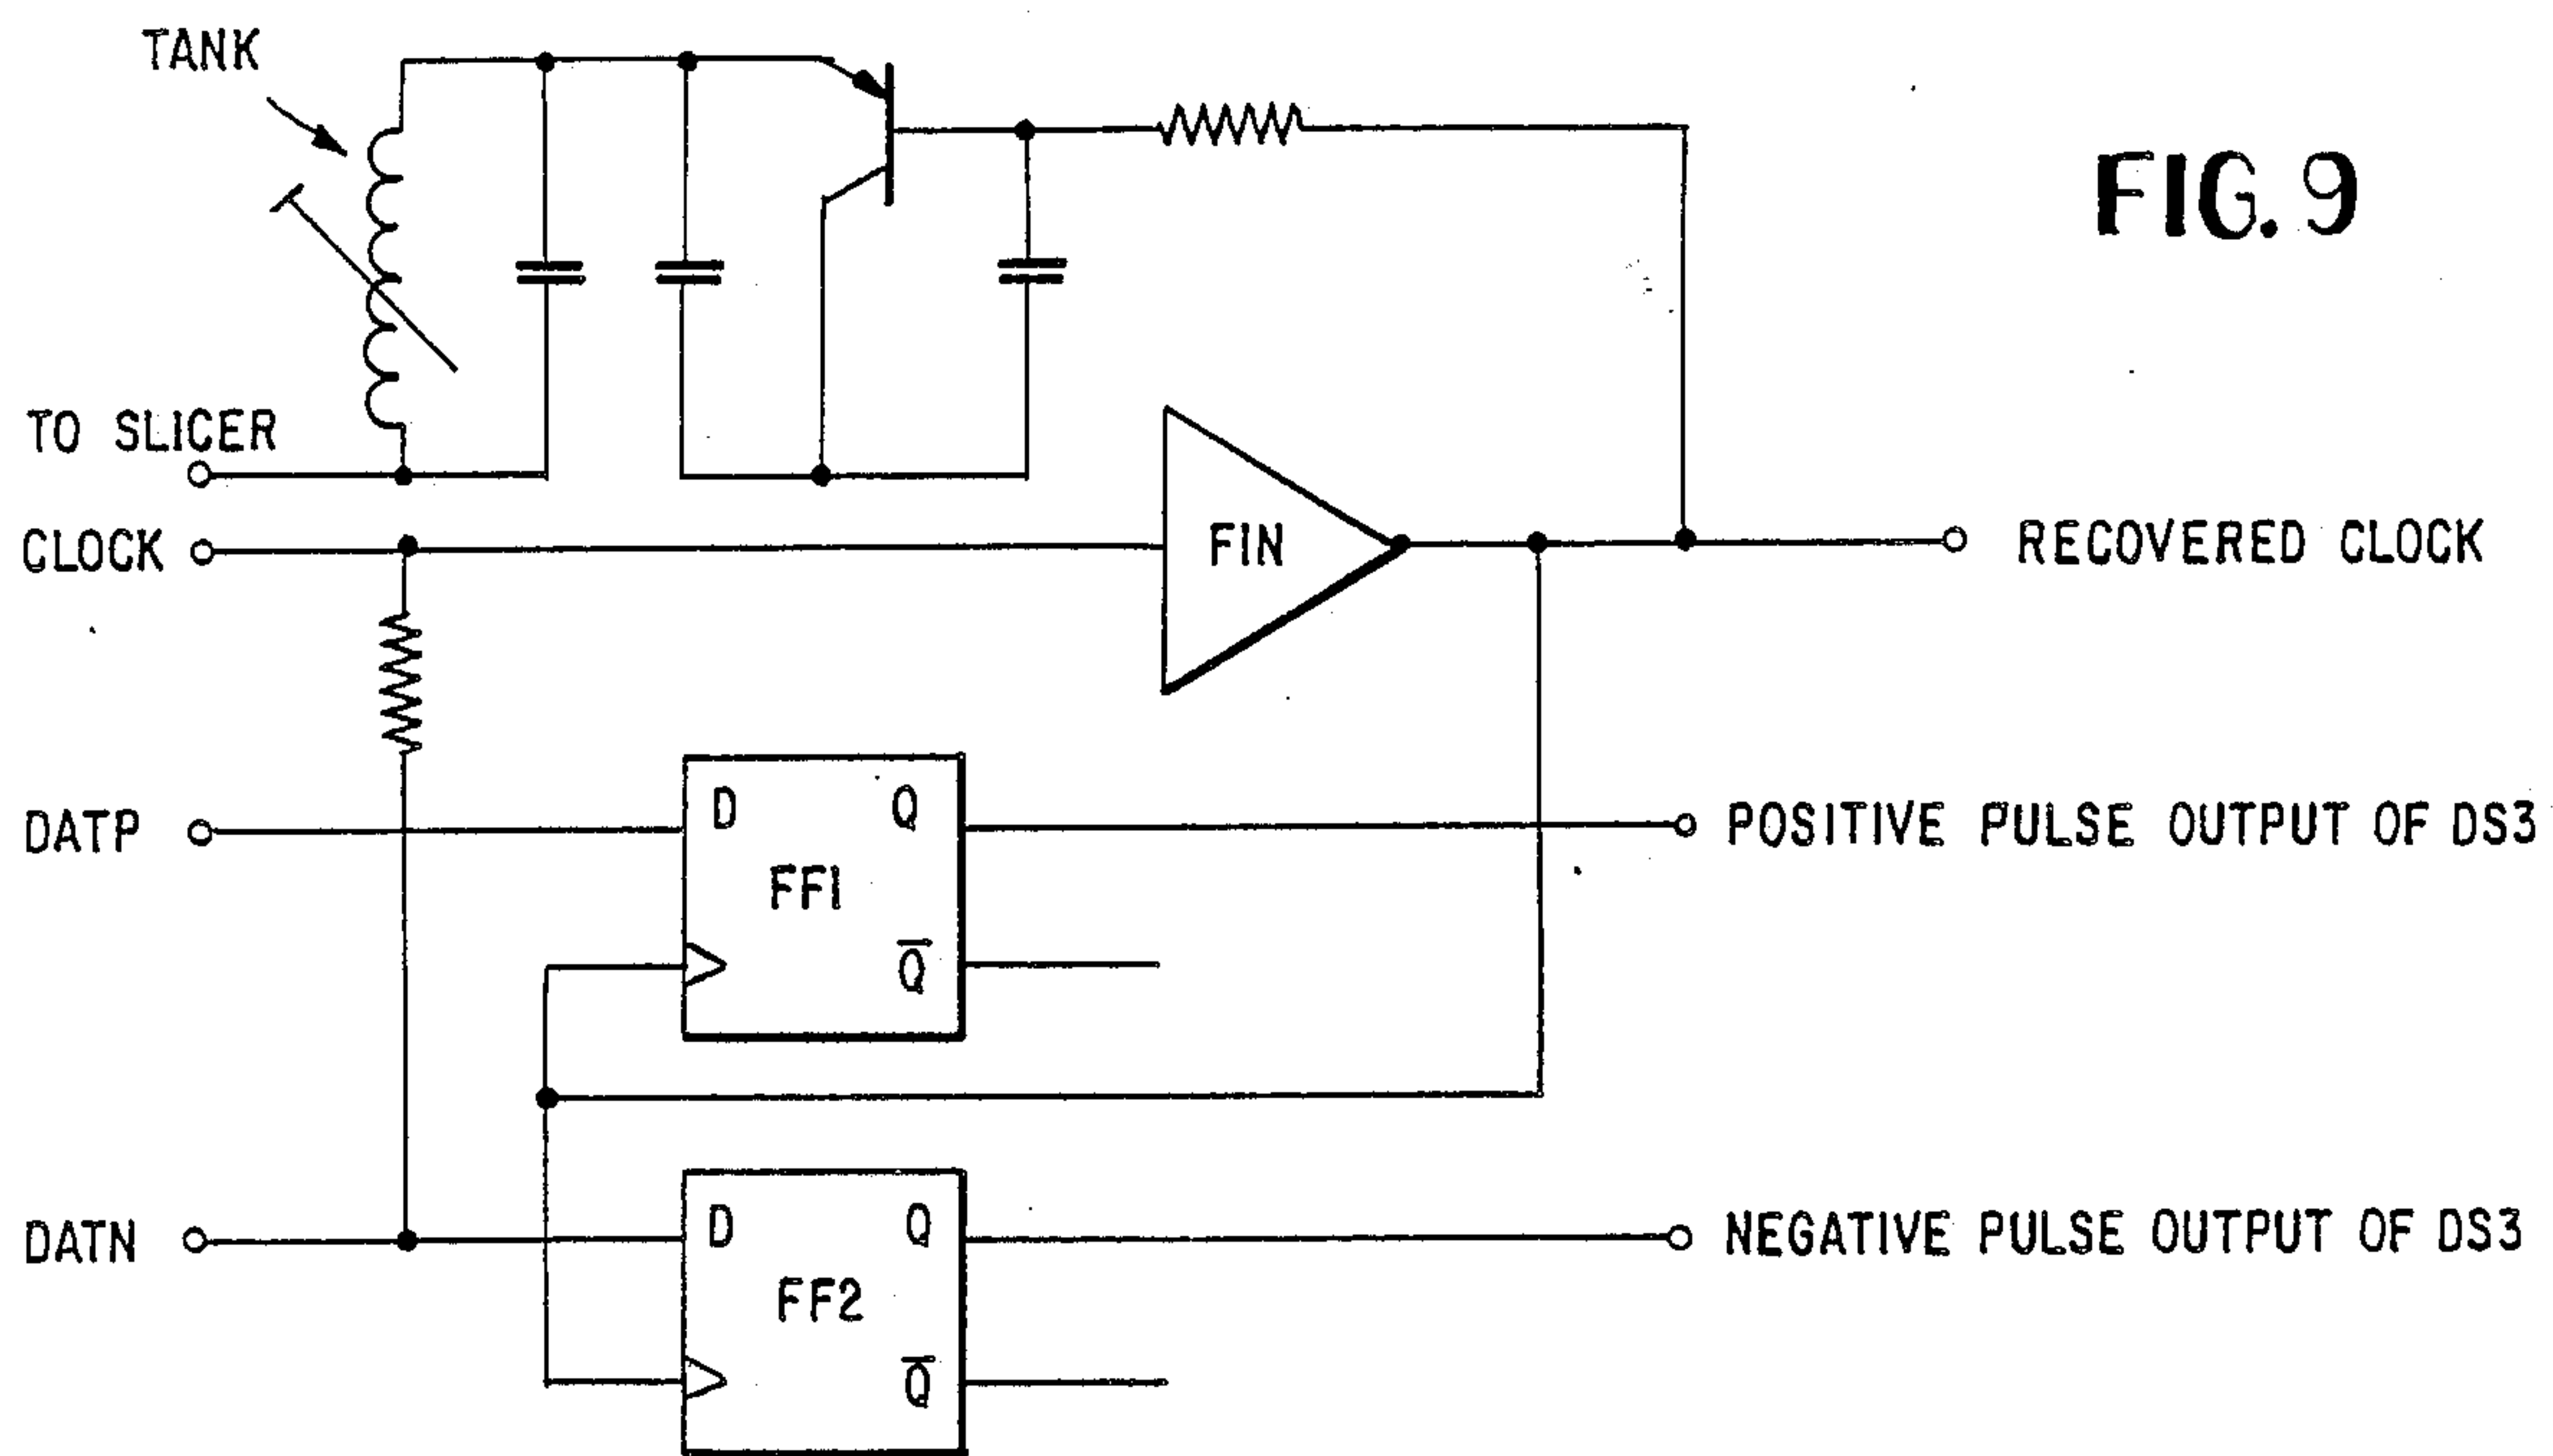 TANK
FIG. 9
TO SLICER
CLOCK
FIN
RECOVERED CLOCK
DATP
D Q
FF1
Q̅
POSITIVE PULSE OUTPUT OF DS3
DATN
D Q
FF2
Q̅
NEGATIVE PULSE OUTPUT OF DS3